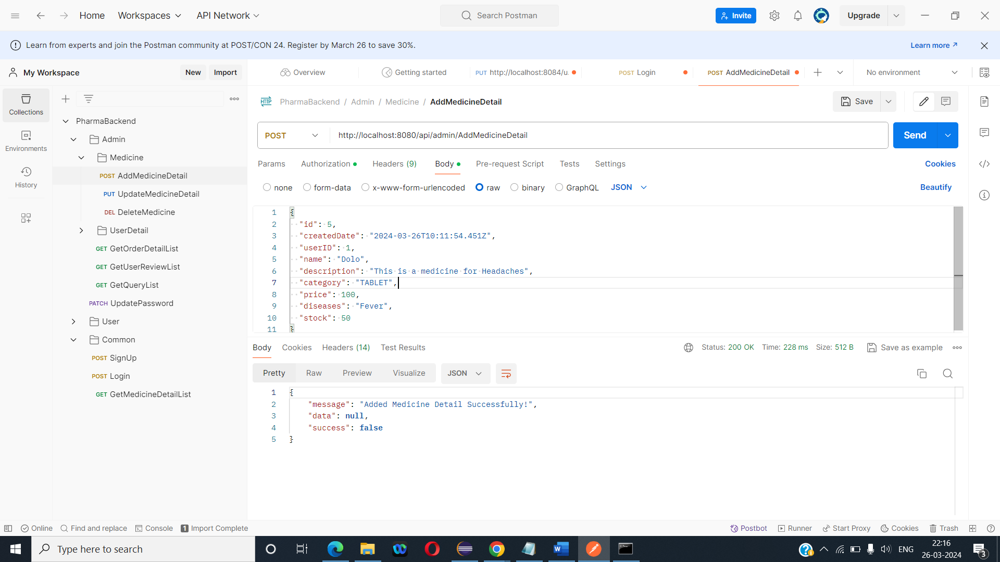 Home Workspaces API Network Search Postman Invite Upgrade
Learn from experts and join the Postman community at POST/CON 24. Register by March 26 to save 30%. Learn more
My Workspace New Import Overview Getting started PUT http://localhost:8084/u. POST Login POST AddMedicineDetail No environment
Collections
Environments
History
PharmaBackend
Admin
Medicine
POST AddMedicineDetail
PUT UpdateMedicineDetail
DEL DeleteMedicine
UserDetail
GET GetOrderDetailList
GET GetUserReviewList
GET GetQueryList
PATCH UpdatePassword
User
Common
POST SignUp
POST Login
GET GetMedicineDetailList
HTTP PharmaBackend / Admin / Medicine / AddMedicineDetail Save
POST http://localhost:8080/api/admin/AddMedicineDetail Send
Params Authorization Headers (9) Body Pre-request Script Tests Settings Cookies
none form-data x-www-form-urlencoded raw binary GraphQL JSON Beautify
1 {
2 "id": 5,
3 "createdDate": "2024-03-26T10:11:54.451Z",
4 "userID": 1,
5 "name": "Dolo",
6 "description": "This is a medicine for Headaches",
7 "category": "TABLET",
8 "price": 100,
9 "diseases": "Fever",
10 "stock": 50
11 }
Body Cookies Headers (14) Test Results Status: 200 OK Time: 228 ms Size: 512 B Save as example
Pretty Raw Preview Visualize JSON
1 {
2 "message": "Added Medicine Detail Successfully!",
3 "data": null,
4 "success": false
5 }
Online Find and replace Console 1 Import Complete Postbot Runner Start Proxy Cookies Trash
Type here to search W ENG 22:16
26-03-2024 3